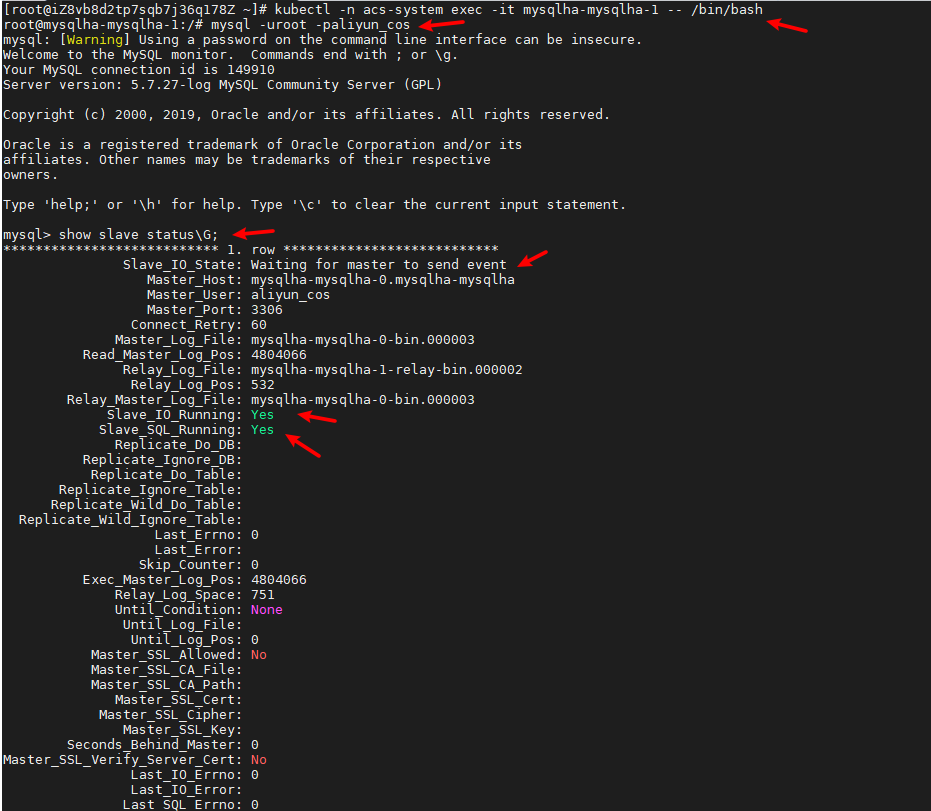 [root@iZ8vb8d2tp7sqb7j36q178Z mysql]# kubectl -n acs-system exec -it mysqlha-mysqlha-1 -- /bin/bash
root@mysqlha-mysqlha-1:/# mysql -uroot -paliyun_cos
mysql: [Warning] Using a password on the command line interface can be insecure.
Welcome to the MySQL monitor.  Commands end with ; or \g.
Your MySQL connection id is 149910
Server version: 5.7.27-log MySQL Community Server (GPL)
Copyright (c) 2000, 2019, Oracle and/or its affiliates. All rights reserved.
Oracle is a registered trademark of Oracle Corporation and/or its
affiliates. Other names may be trademarks of their respective
owners.
Type 'help;' or '\h' for help. Type '\c' to clear the current input statement.
mysql> show slave status\G;
*************************** 1. row ***************************
Slave_IO_State: Waiting for master to send event
Master_Host: mysqlha-mysqlha-0.mysqlha-mysqlha
Master_User: aliyun_cos
Master_Port: 3306
Connect_Retry: 60
Master_Log_File: mysqlha-mysqlha-0-bin.000003
Read_Master_Log_Pos: 4804066
Relay_Log_File: mysqlha-mysqlha-1-relay-bin.000002
Relay_Log_Pos: 532
Relay_Master_Log_File: mysqlha-mysqlha-0-bin.000003
Slave_IO_Running: Yes
Slave_SQL_Running: Yes
Replicate_Do_DB:
Replicate_Ignore_DB:
Replicate_Do_Table:
Replicate_Ignore_Table:
Replicate_Wild_Do_Table:
Replicate_Wild_Ignore_Table:
Last_Errno: 0
Last_Error:
Skip_Counter: 0
Exec_Master_Log_Pos: 4804066
Relay_Log_Space: 751
Until_Condition: None
Until_Log_File:
Until_Log_Pos: 0
Master_SSL_Allowed: No
Master_SSL_CA_File:
Master_SSL_CA_Path:
Master_SSL_Cert:
Master_SSL_Cipher:
Master_SSL_Key:
Seconds_Behind_Master: 0
Master_SSL_Verify_Server_Cert: No
Last_IO_Errno: 0
Last_IO_Error:
Last_SQL_Errno: 0